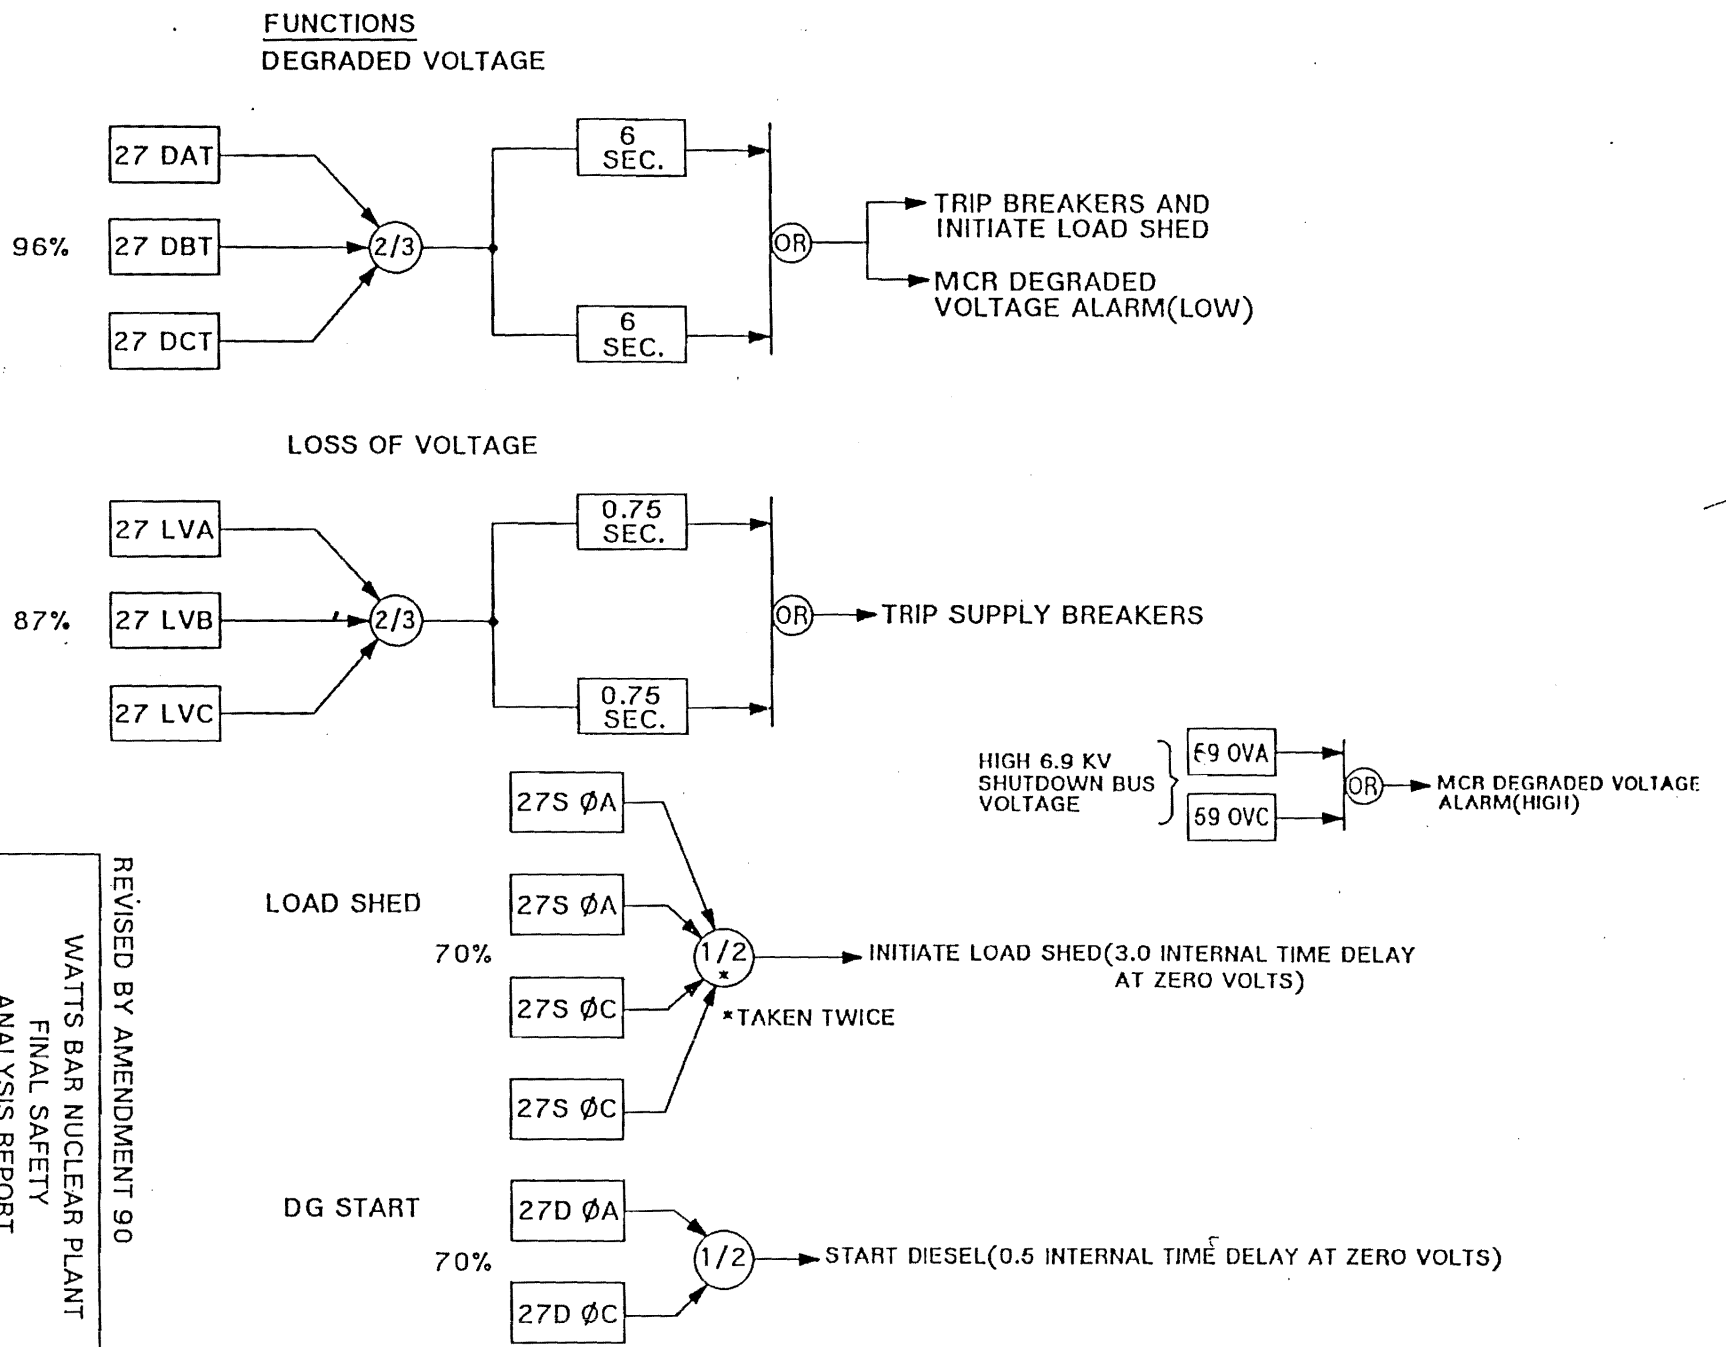 FUNCTIONS
DEGRADED VOLTAGE
27 DAT
96%
27 DBT
27 DCT
2/3
6
SEC.
6
SEC.
OR
TRIP BREAKERS AND
INITIATE LOAD SHED
MCR DEGRADED
VOLTAGE ALARM(LOW)
LOSS OF VOLTAGE
27 LVA
87%
27 LVB
27 LVC
2/3
0.75
SEC.
0.75
SEC.
OR
TRIP SUPPLY BREAKERS
HIGH 6.9 KV
SHUTDOWN BUS
VOLTAGE
59 OVA
59 OVC
OR
MCR DEGRADED VOLTAGE
ALARM(HIGH)
LOAD SHED
70%
27S ØA
27S ØA
27S ØC
27S ØC
1/2
*
*TAKEN TWICE
INITIATE LOAD SHED(3.0 INTERNAL TIME DELAY
AT ZERO VOLTS)
DG START
70%
27D ØA
27D ØC
1/2
START DIESEL(0.5 INTERNAL TIME DELAY AT ZERO VOLTS)
REVISED BY AMENDMENT 90
WATTS BAR NUCLEAR PLANT
FINAL SAFETY
ANALYSIS REPORT